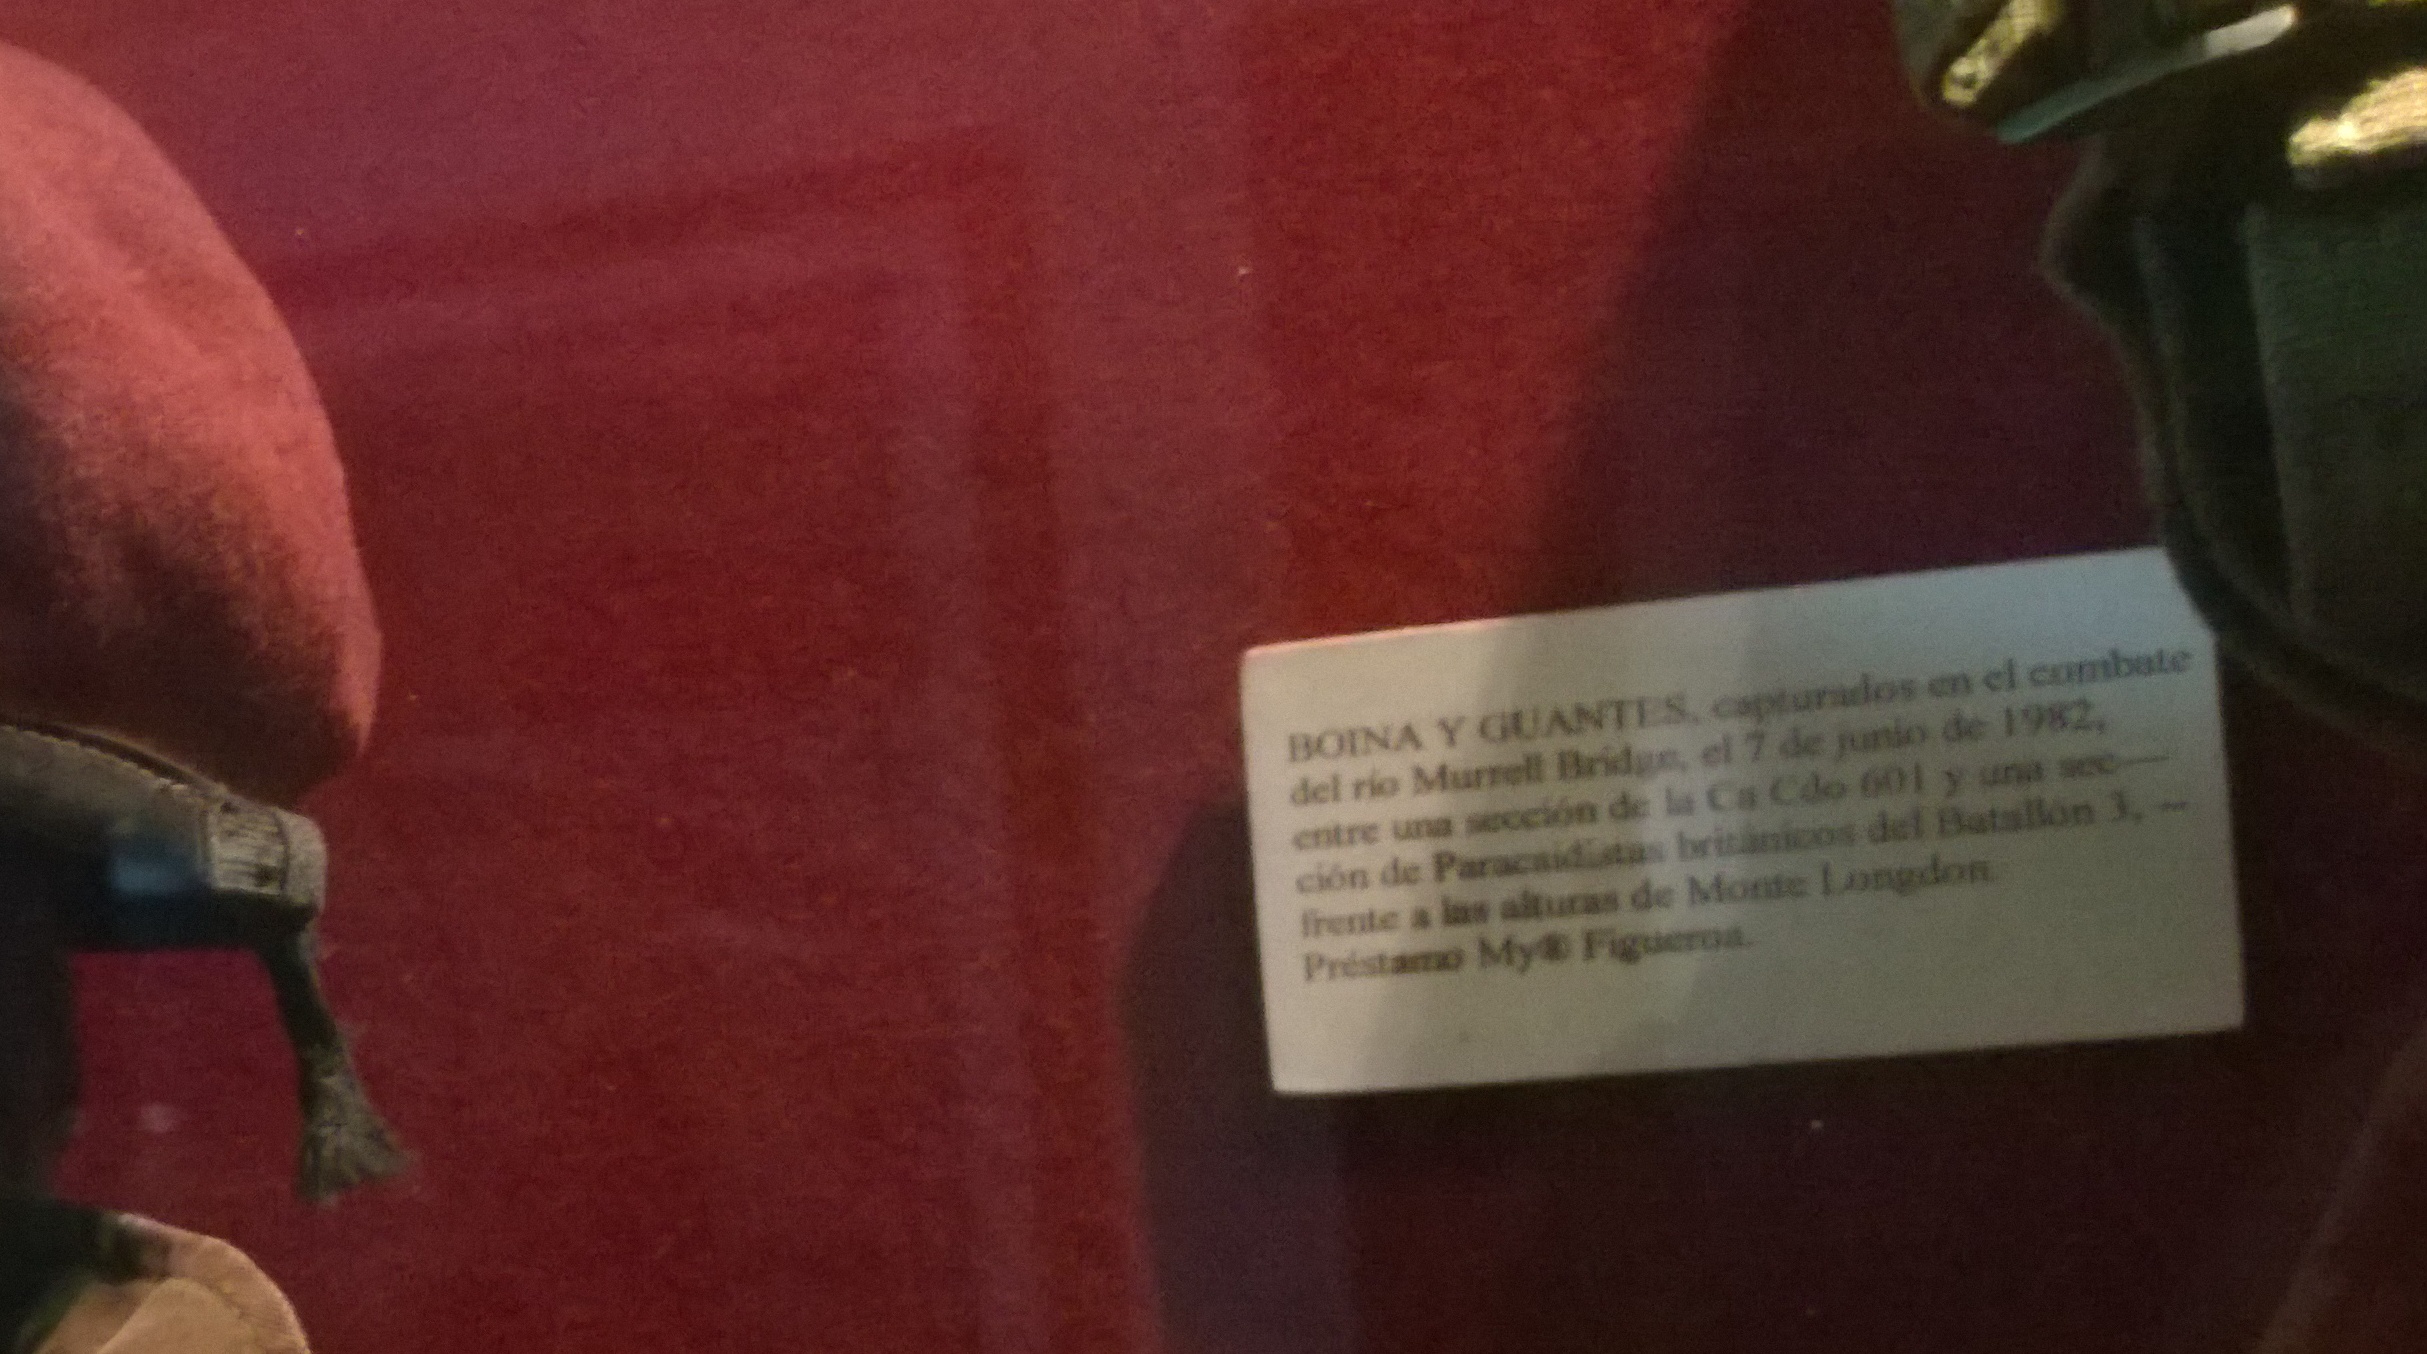 BOINA Y GUANTES, capturados en el combate
del río Murrell Bridge, el 7 de junio de 1982,
entre una sección de la Ca Cdo 601 y una sec—
ción de Paracaidistas británicos del Batallón 3, —
frente a las alturas de Monte Longdon.
Préstamo My® Figueroa.